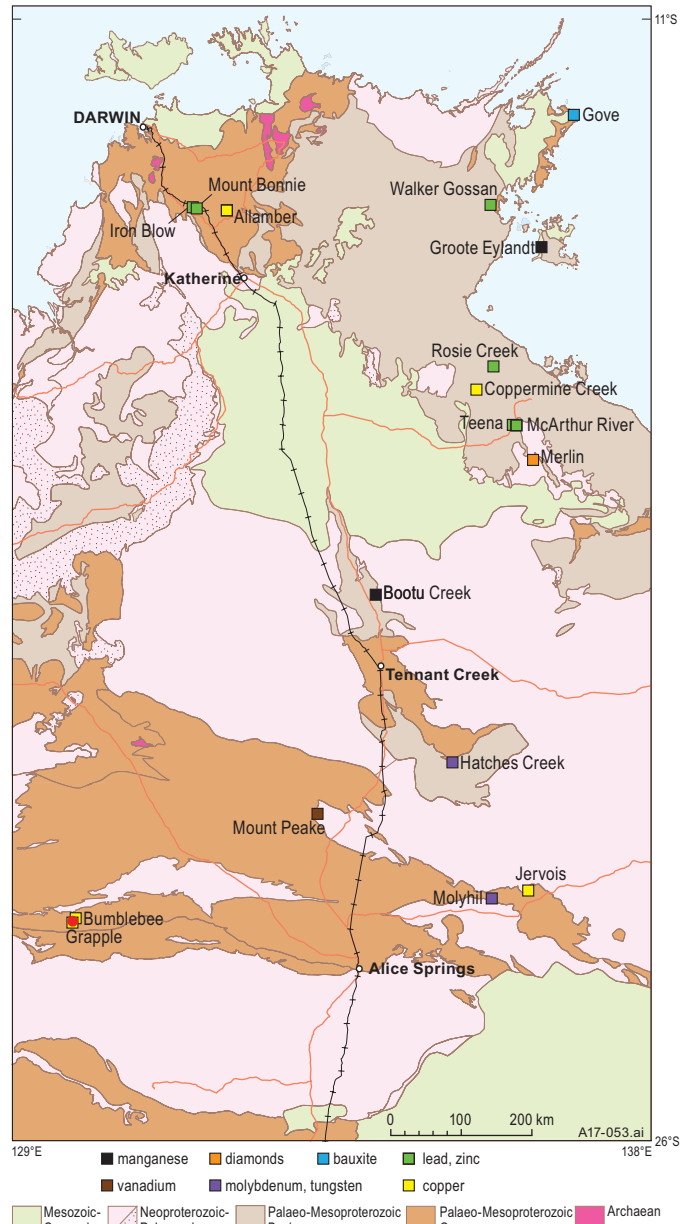 11°S
DARWIN
Gove
Mount Bonnie
Walker Gossan
Allamber
Iron Blow
Groote Eylandt
Katherine
Rosie Creek
Coppermine Creek
Teena
McArthur River
Merlin
Bootu Creek
Tennant Creek
Hatches Creek
Mount Peake
Jervois
Molyhil
Bumblebee
Grapple
Alice Springs
0 100 200 km
A17-053.ai
26°S
129°E
138°E
manganese
diamonds
bauxite
lead, zinc
vanadium
molybdenum, tungsten
copper
Mesozoic-
Neoproterozoic-
Palaeo-Mesoproterozoic
Palaeo-Mesoproterozoic
Archaean